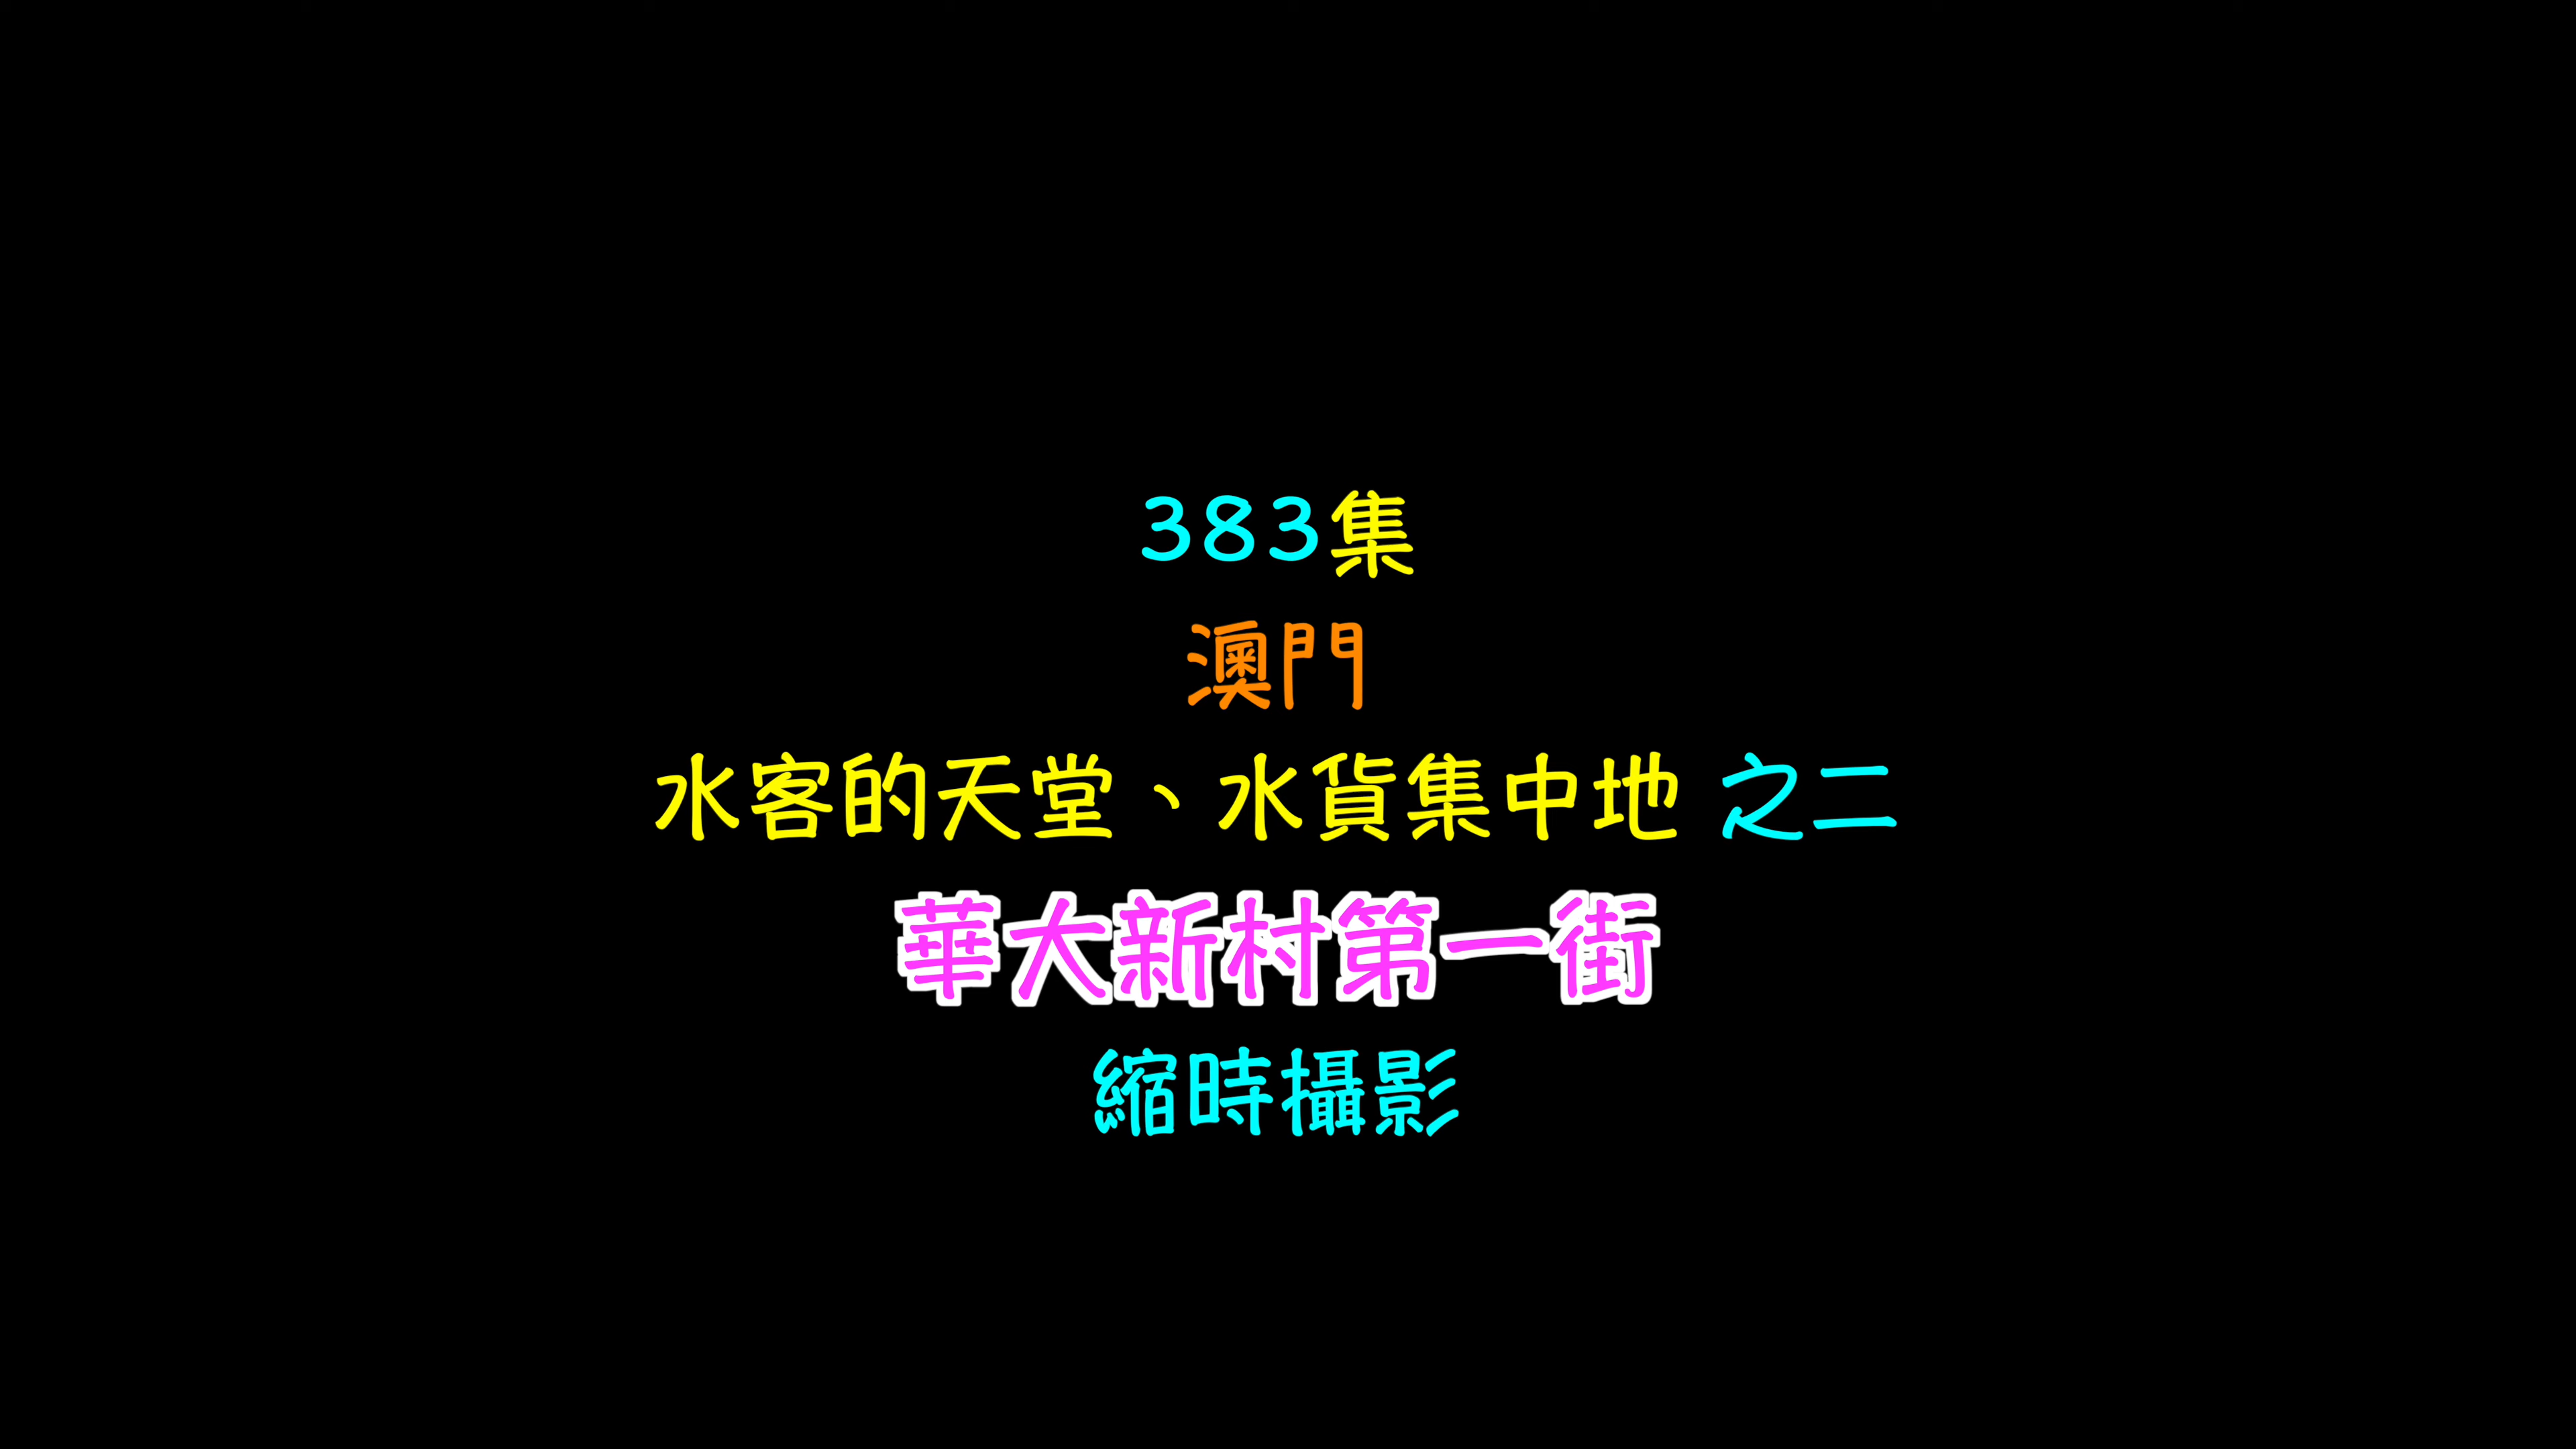 383集
澳門
水客的天堂、水貨集中地 之二
華大新村第一街
縮時攝影